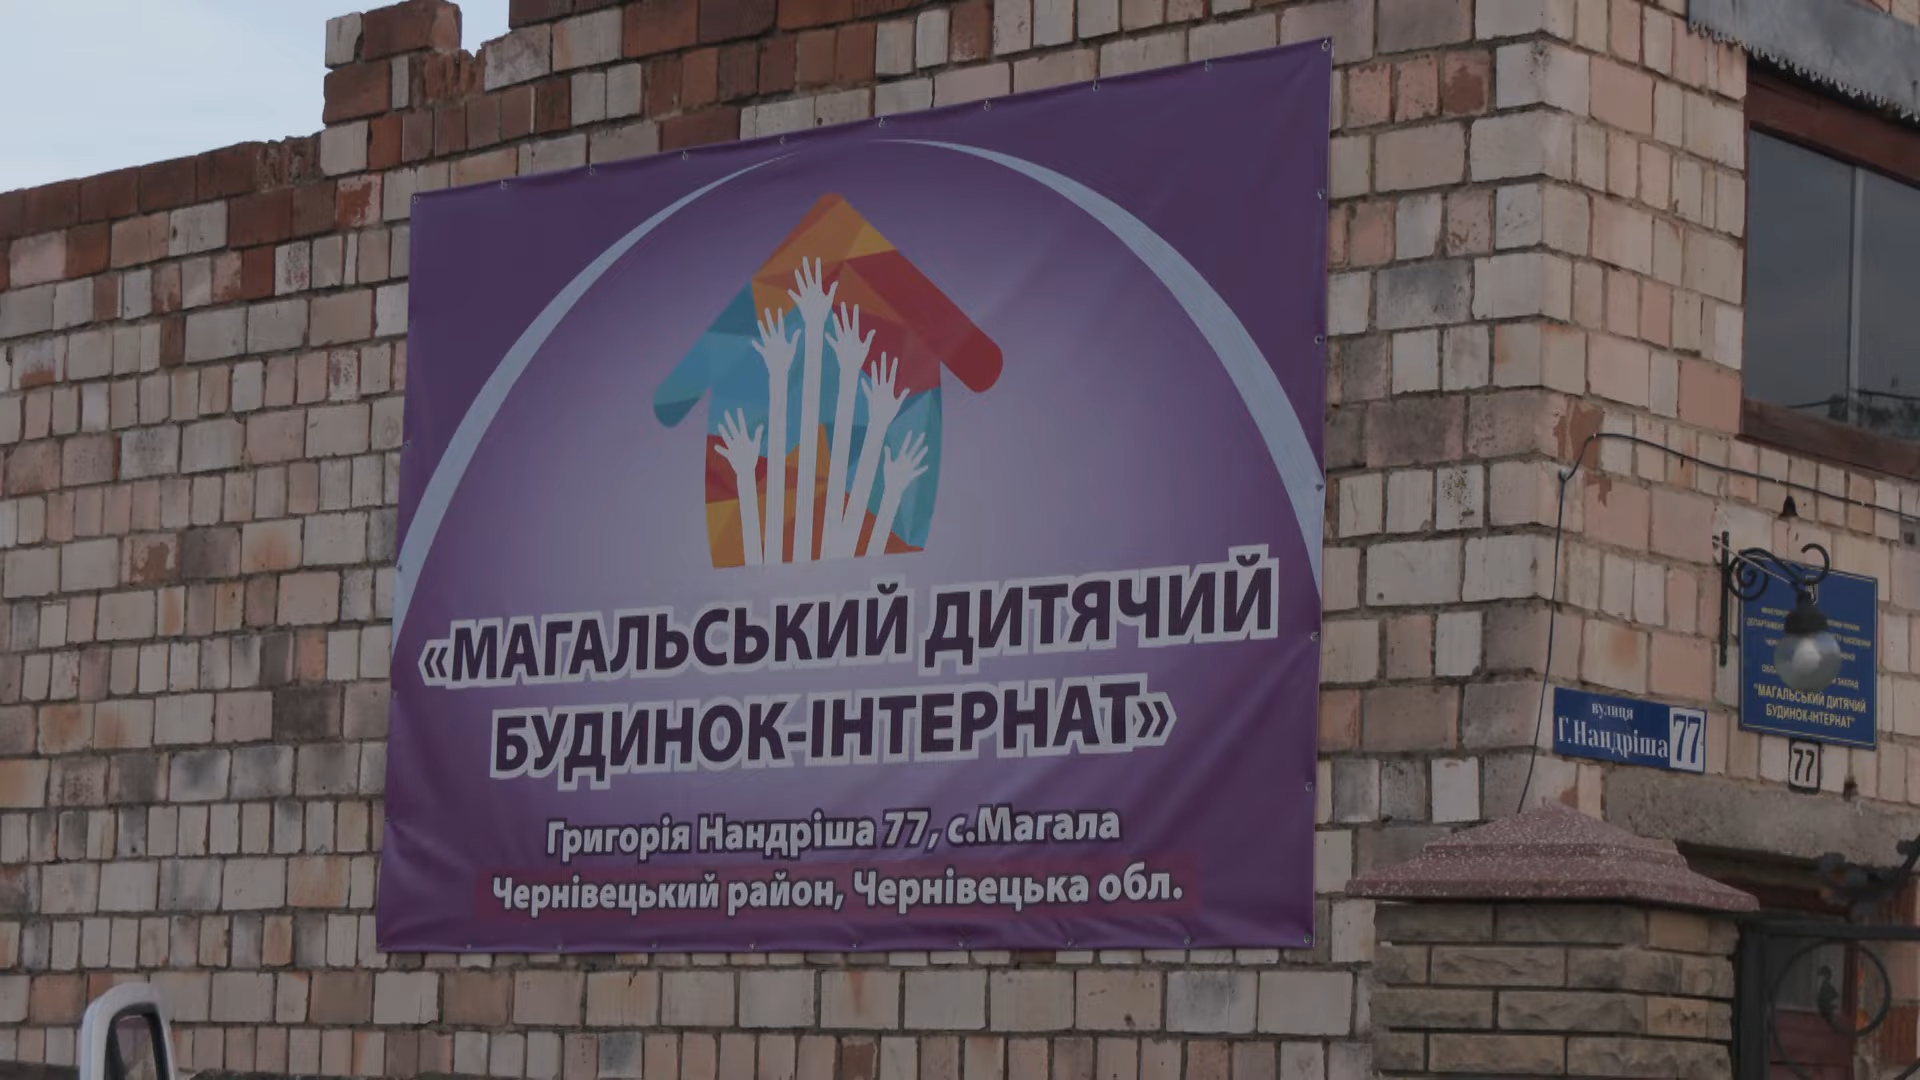 «МАГАЛЬСЬКИЙ ДИТЯЧИЙ
БУДИНОК-ІНТЕРНАТ»
Григорія Нандріша 77, с.Магала
Чернівецький район, Чернівецька обл.
вулиця
Г.Нандріша 77
"МАГАЛЬСЬКИЙ ДИТЯЧИЙ
БУДИНОК-ІНТЕРНАТ"
77